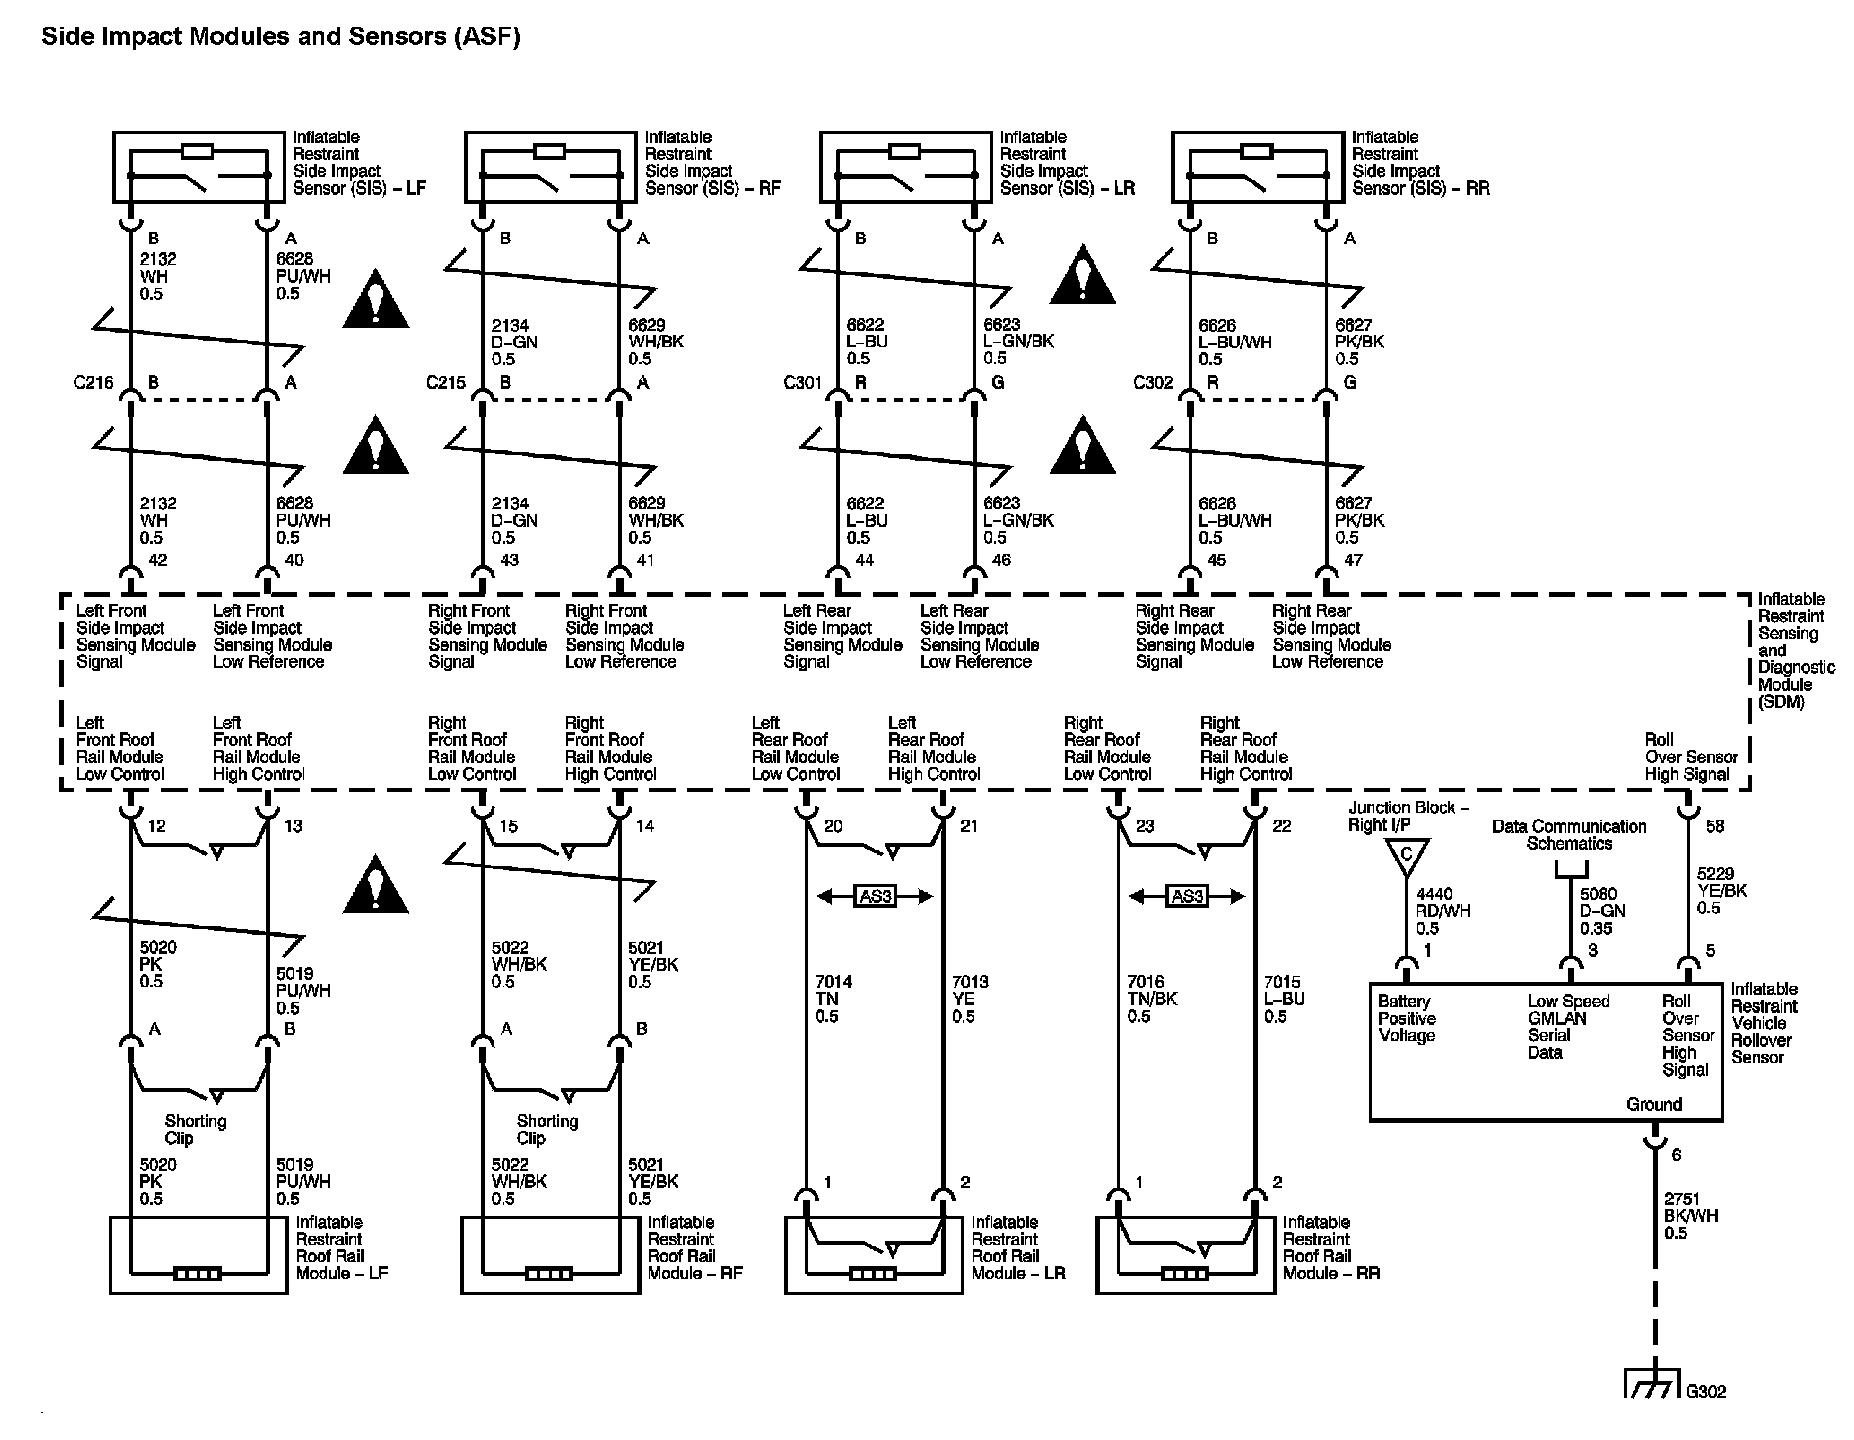 Side Impact Modules and Sensors (ASF)
Inflatable
Restraint
Side Impact
Sensor (SIS) – LF
Inflatable
Restraint
Side Impact
Sensor (SIS) – RF
Inflatable
Restraint
Side Impact
Sensor (SIS) – LR
Inflatable
Restraint
Side Impact
Sensor (SIS) – RR
B
A
B
A
B
A
B
A
2132
WH
0.5
6628
PU/WH
0.5
2134
D–GN
0.5
6629
WH/BK
0.5
6622
L–BU
0.5
6623
L–GN/BK
0.5
6626
L–BU/WH
0.5
6627
PK/BK
0.5
C216
B
A
C215
B
A
C301
R
G
C302
R
G
2132
WH
0.5
42
6628
PU/WH
0.5
40
2134
D–GN
0.5
43
6629
WH/BK
0.5
41
6622
L–BU
0.5
44
6623
L–GN/BK
0.5
46
6626
L–BU/WH
0.5
45
6627
PK/BK
0.5
47
Left Front
Side Impact
Sensing Module
Signal
Left Front
Side Impact
Sensing Module
Low Reference
Right Front
Side Impact
Sensing Module
Signal
Right Front
Side Impact
Sensing Module
Low Reference
Left Rear
Side Impact
Sensing Module
Signal
Left Rear
Side Impact
Sensing Module
Low Reference
Right Rear
Side Impact
Sensing Module
Signal
Right Rear
Side Impact
Sensing Module
Low Reference
Inflatable
Restraint
Sensing
and
Diagnostic
Module
(SDM)
Left
Front Roof
Rail Module
Low Control
Left
Front Roof
Rail Module
High Control
Right
Front Roof
Rail Module
Low Control
Right
Front Roof
Rail Module
High Control
Left
Rear Roof
Rail Module
Low Control
Left
Rear Roof
Rail Module
High Control
Right
Rear Roof
Rail Module
Low Control
Right
Rear Roof
Rail Module
High Control
Roll
Over Sensor
High Signal
12
13
15
14
20
21
23
22
58
Junction Block –
Right I/P
C
Data Communication
Schematics
AS3
AS3
4440
RD/WH
0.5
1
5060
D–GN
0.35
3
5229
YE/BK
0.5
5
5020
PK
0.5
5019
PU/WH
0.5
5022
WH/BK
0.5
5021
YE/BK
0.5
7014
TN
0.5
7013
YE
0.5
7016
TN/BK
0.5
7015
L–BU
0.5
A
B
A
B
Battery
Positive
Voltage
Low Speed
GMLAN
Serial
Data
Roll
Over
Sensor
High
Signal
Ground
Inflatable
Restraint
Vehicle
Rollover
Sensor
Shorting
Clip
Shorting
Clip
5020
PK
0.5
5019
PU/WH
0.5
5022
WH/BK
0.5
5021
YE/BK
0.5
1
2
1
2
6
2751
BK/WH
0.5
Inflatable
Restraint
Roof Rail
Module – LF
Inflatable
Restraint
Roof Rail
Module – RF
Inflatable
Restraint
Roof Rail
Module – LR
Inflatable
Restraint
Roof Rail
Module – RR
G302